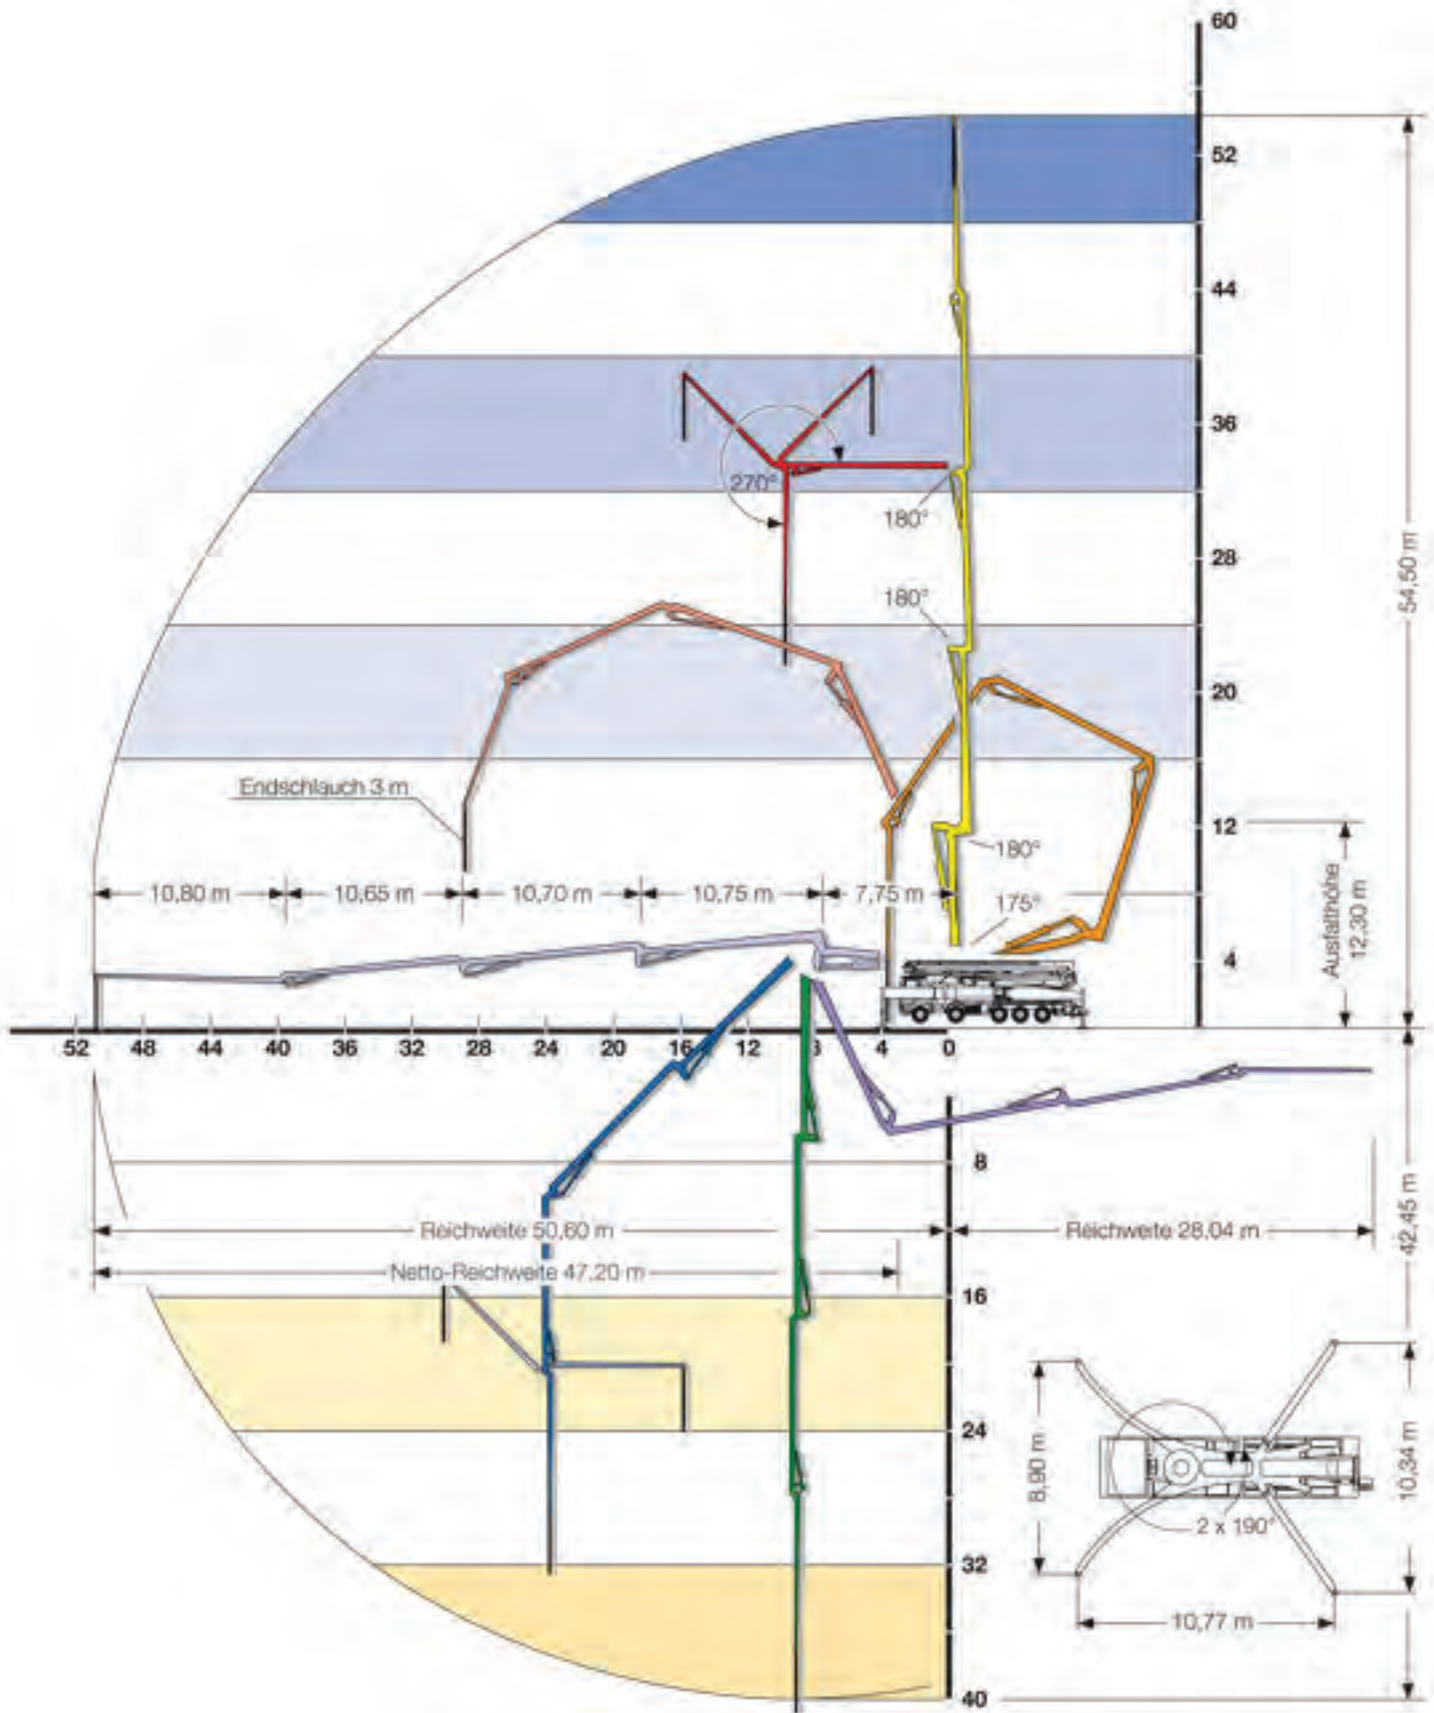 60
52
44
36
270°
180°
28
54,50 m
180°
20
Endschlauch 3 m
12
180°
10,80 m
10,65 m
10,70 m
10,75 m
7,75 m
175°
Ausfalthöhe
12,30 m
4
52 48 44 40 36 32 28 24 20 16 12 8 4 0
8
Reichweite 50,60 m
Reichweite 28,04 m
42,45 m
Netto-Reichweite 47,20 m
16
24
8,90 m
10,34 m
2 x 190°
32
10,77 m
40